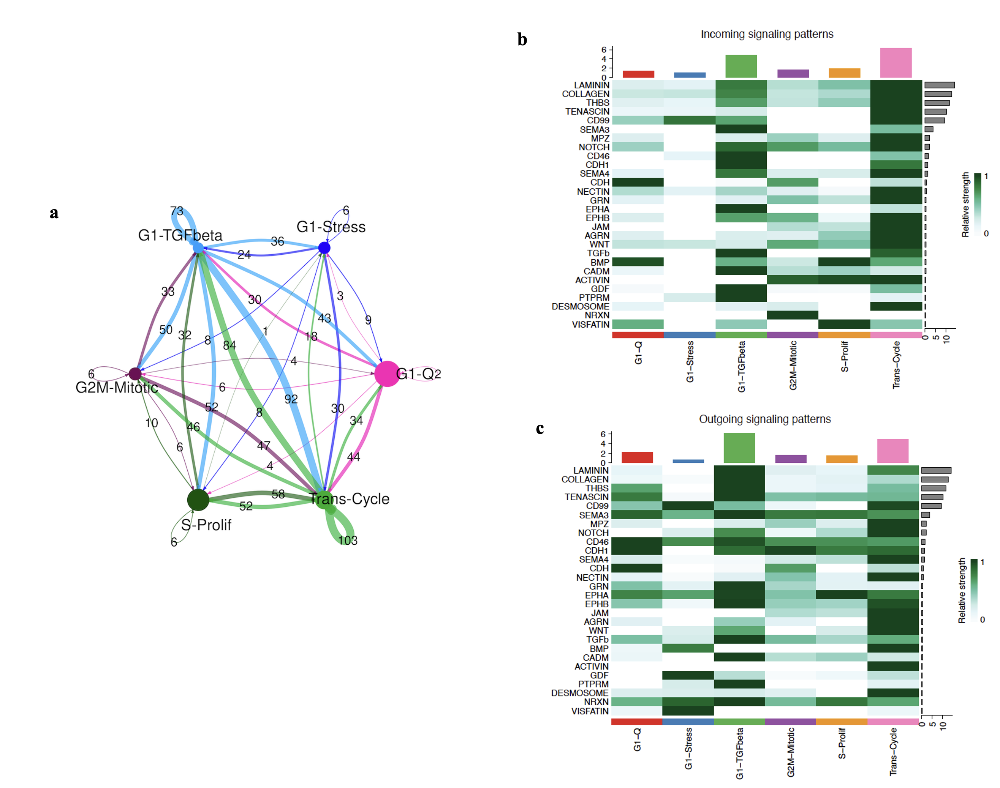 a
73
6
G1-Stress
G1-TGFbeta
36
24
33
30
3
43
9
50
32
8
84
1
18
4
6
G2M-Mitotic
G1-Q2
6
92
52
8
30
34
10
46
6
47
44
4
58
52
Trans-Cycle
S-Prolif
6
103
b
Incoming signaling patterns
6
4
2
0
LAMININ
COLLAGEN
THBS
TENASCIN
CD99
SEMA3
MPZ
NOTCH
CD46
CDH1
SEMA4
CDH
NECTIN
GRN
EPHA
EPHB
JAM
AGRN
WNT
TGFb
BMP
CADM
ACTIVIN
GDF
PTPRM
DESMOSOME
NRXN
VISFATIN
G1-Q
G1-Stress
G1-TGFbeta
G2M-Mitotic
S-Prolif
Trans-Cycle
0
5
10
Relative strength
1
0
c
Outgoing signaling patterns
6
4
2
0
LAMININ
COLLAGEN
THBS
TENASCIN
CD99
SEMA3
MPZ
NOTCH
CD46
CDH1
SEMA4
CDH
NECTIN
GRN
EPHA
EPHB
JAM
AGRN
WNT
TGFb
BMP
CADM
ACTIVIN
GDF
PTPRM
DESMOSOME
NRXN
VISFATIN
G1-Q
G1-Stress
G1-TGFbeta
G2M-Mitotic
S-Prolif
Trans-Cycle
0
5
10
Relative strength
1
0